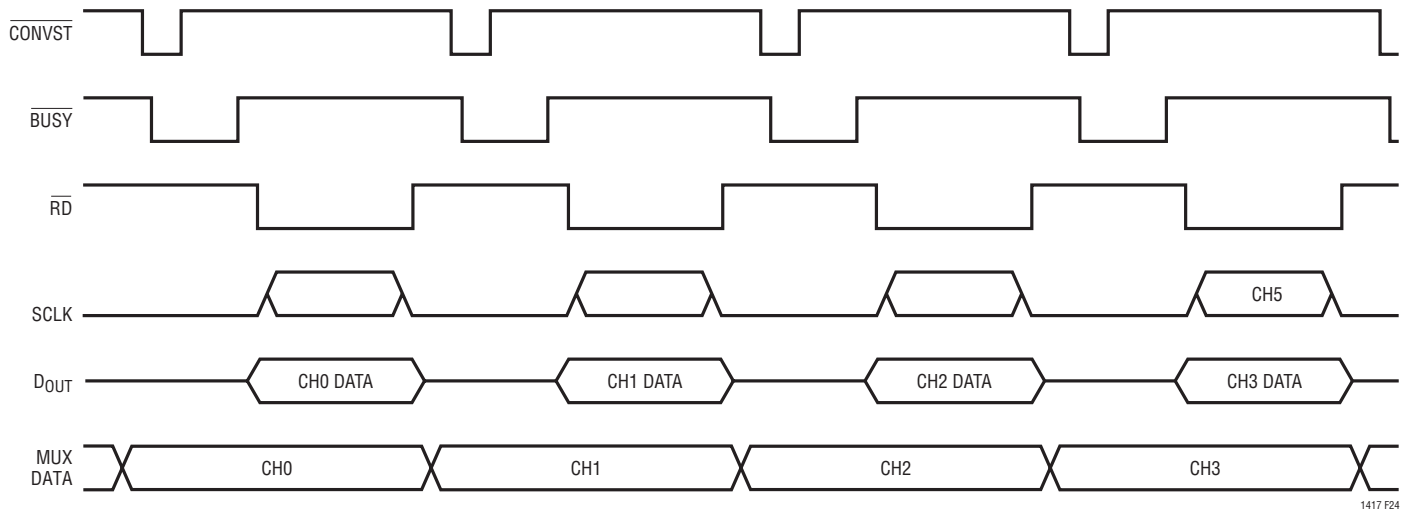 CONVST
BUSY
RD
SCLK
CH5
DOUT
CH0 DATA
CH1 DATA
CH2 DATA
CH3 DATA
MUX
DATA
CH0
CH1
CH2
CH3
1417 F24